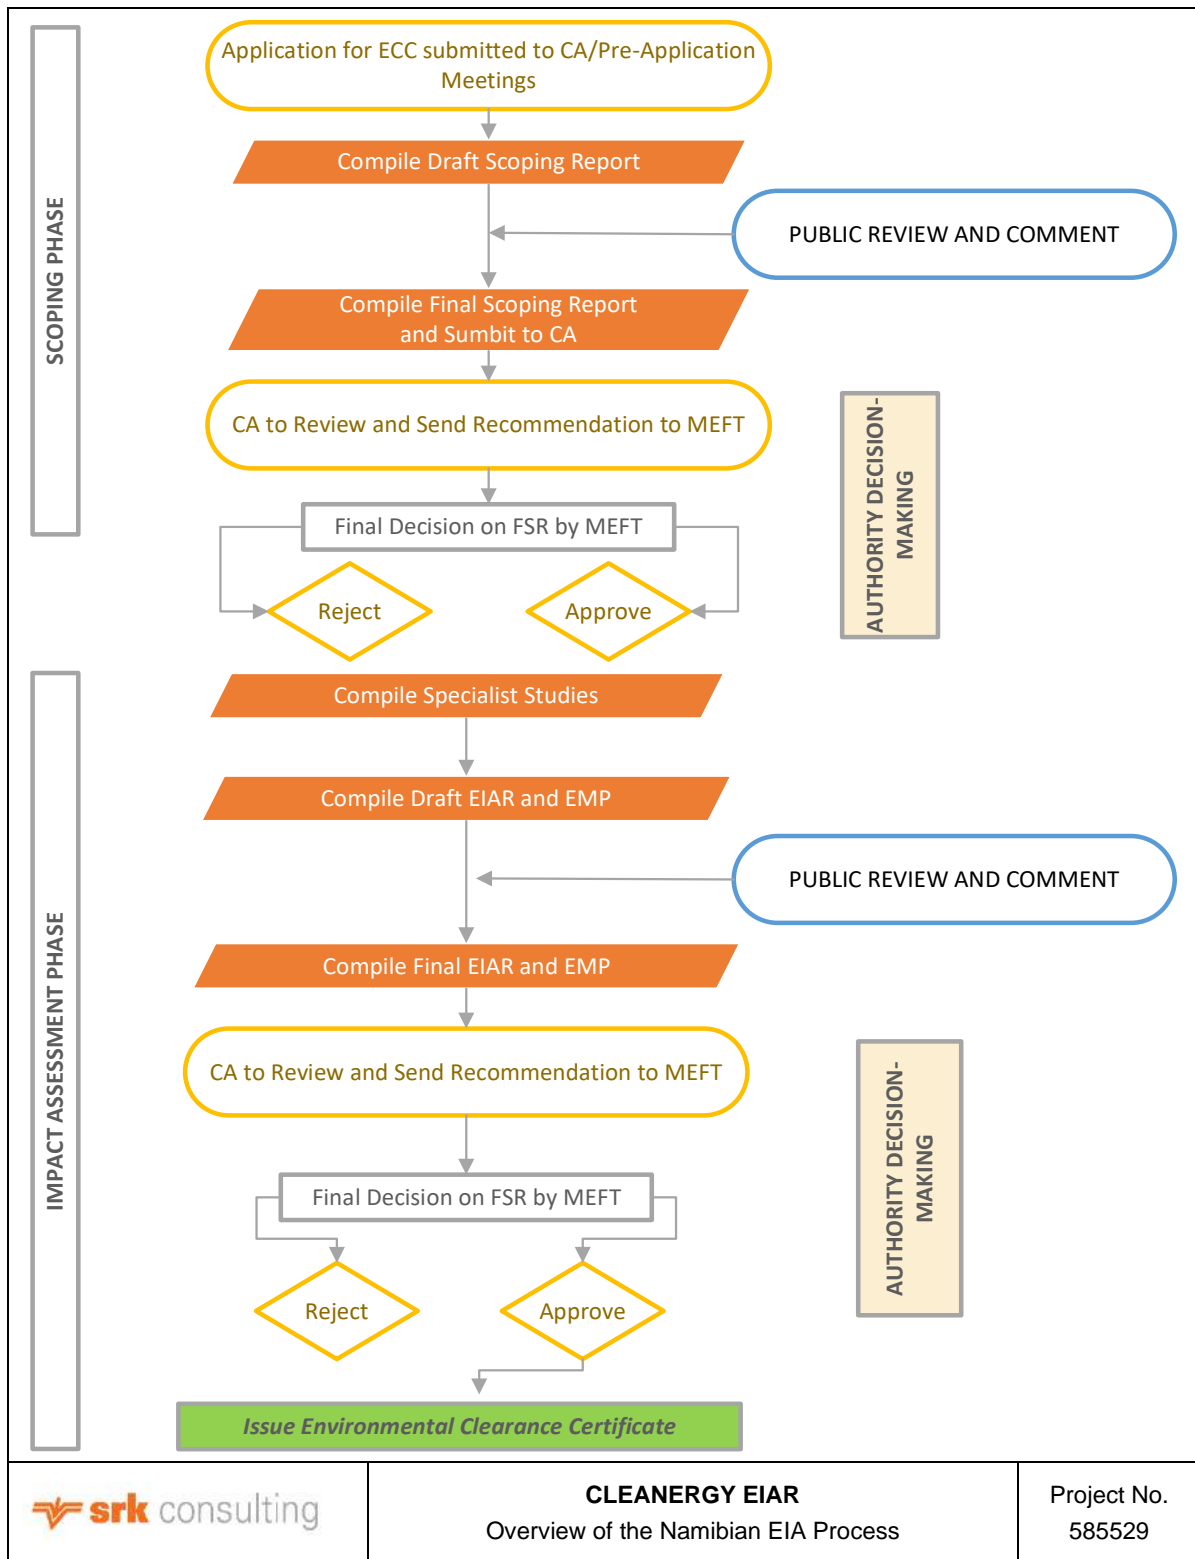 Application for ECC submitted to CA/Pre-Application
Meetings
Compile Draft Scoping Report
PUBLIC REVIEW AND COMMENT
SCOPING PHASE
Compile Final Scoping Report
and Sumbit to CA
CA to Review and Send Recommendation to MEFT
AUTHORITY DECISION-
MAKING
Final Decision on FSR by MEFT
Reject
Approve
Compile Specialist Studies
Compile Draft EIAR and EMP
PUBLIC REVIEW AND COMMENT
IMPACT ASSESSMENT PHASE
Compile Final EIAR and EMP
CA to Review and Send Recommendation to MEFT
AUTHORITY DECISION-
MAKING
Final Decision on FSR by MEFT
Reject
Approve
Issue Environmental Clearance Certificate
srk consulting
CLEANERGY EIAR
Overview of the Namibian EIA Process
Project No.
585529